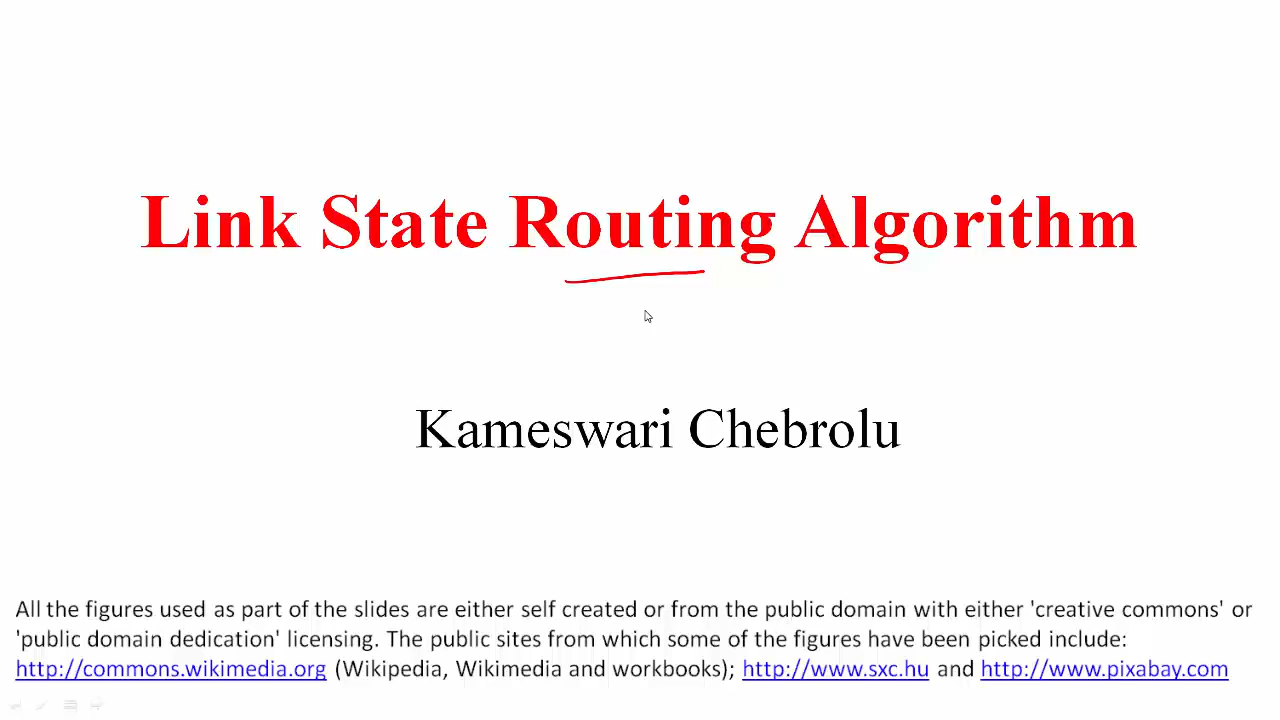 Link State Routing Algorithm
Kameswari Chebrolu
All the figures used as part of the slides are either self created or from the public domain with either 'creative commons' or
'public domain dedication' licensing. The public sites from which some of the figures have been picked include:
http://commons.wikimedia.org (Wikipedia, Wikimedia and workbooks); http://www.sxc.hu and http://www.pixabay.com